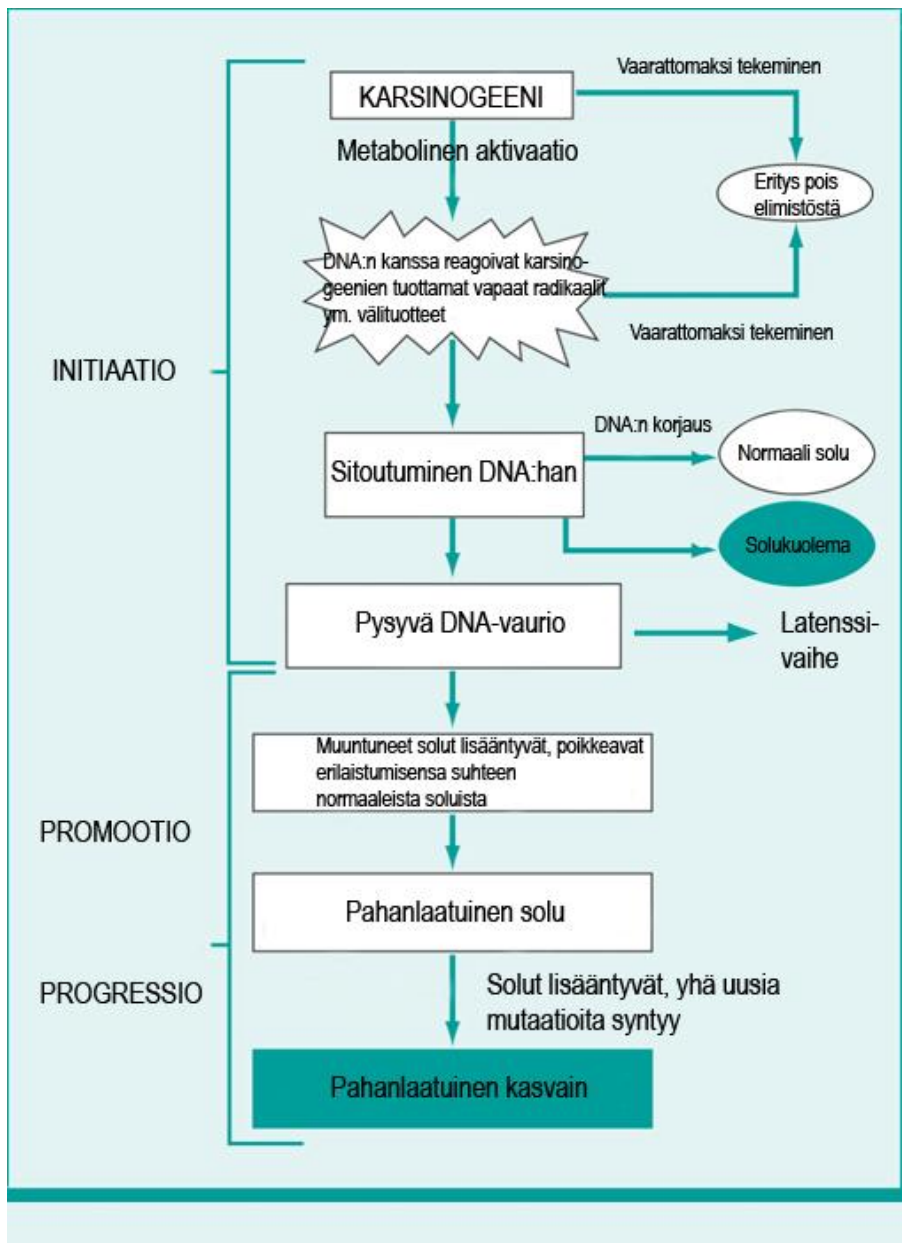 Vaarattomaksi tekeminen
KARSINOGEENI
Metabolinen aktivaatio
Eritys pois
elimistöstä
DNA:n kanssa reagoivat karsino-
geenien tuottamat vapaat radikaalit
ym. välituotteet
Vaarattomaksi tekeminen
INITIAATIO
DNA:n korjaus
Sitoutuminen DNA:han
Normaali solu
Solukuolema
Pysyvä DNA-vaurio
Latenssi-
vaihe
Muuntuneet solut lisääntyvät, poikkeavat
erilaistumisensa suhteen
normaaleista soluista
PROMOOTIO
Pahanlaatuinen solu
PROGRESSIO
Solut lisääntyvät, yhä uusia
mutaatioita syntyy
Pahanlaatuinen kasvain